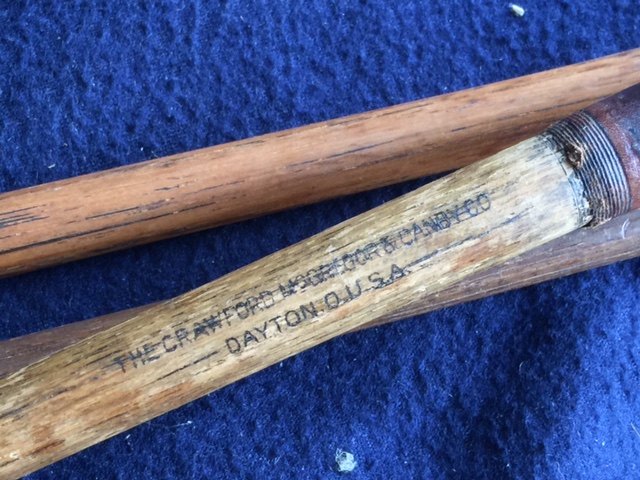 THE CRAWFORD MCGREGOR & CANBY CO
DAYTON. O. U.S.A.